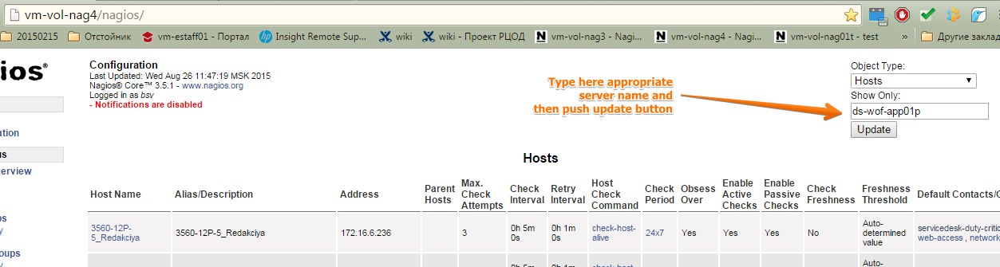 vm-vol-nag4/nagios/
20150215 Отстойник vm-estaff01 - Портал Insight Remote Sup... wiki wiki - Проект РЦОД vm-vol-nag3 - Nagi... vm-vol-nag4 - Nagi... vm-vol-nag01t - test » Другие заклад
ios®
Configuration
Last Updated: Wed Aug 26 11:47:19 MSK 2015
Nagios® Core™ 3.5.1 - www.nagios.org
Logged in as bsv
- Notifications are disabled
Type here appropriate
server name and
then push update button
Object Type:
Hosts
Show Only:
ds-wof-app01p
Update
ation
us
erview
ps
y
oups
y
Hosts
Host Name Alias/Description Address Parent Hosts Max. Check Attempts Check Interval Retry Interval Host Check Command Check Period Obsess Over Enable Active Checks Enable Passive Checks Check Freshness Freshness Threshold Default Contacts/G
3560-12P-5_Redakciya 3560-12P-5_Redakciya 172.16.6.236 3 0h 5m 0s 0h 1m 0s check-host-alive 24x7 Yes Yes Yes No Auto-determined value servicedesk-duty-critic web-access , network
0h 5m 0h 1m check-host- Auto-